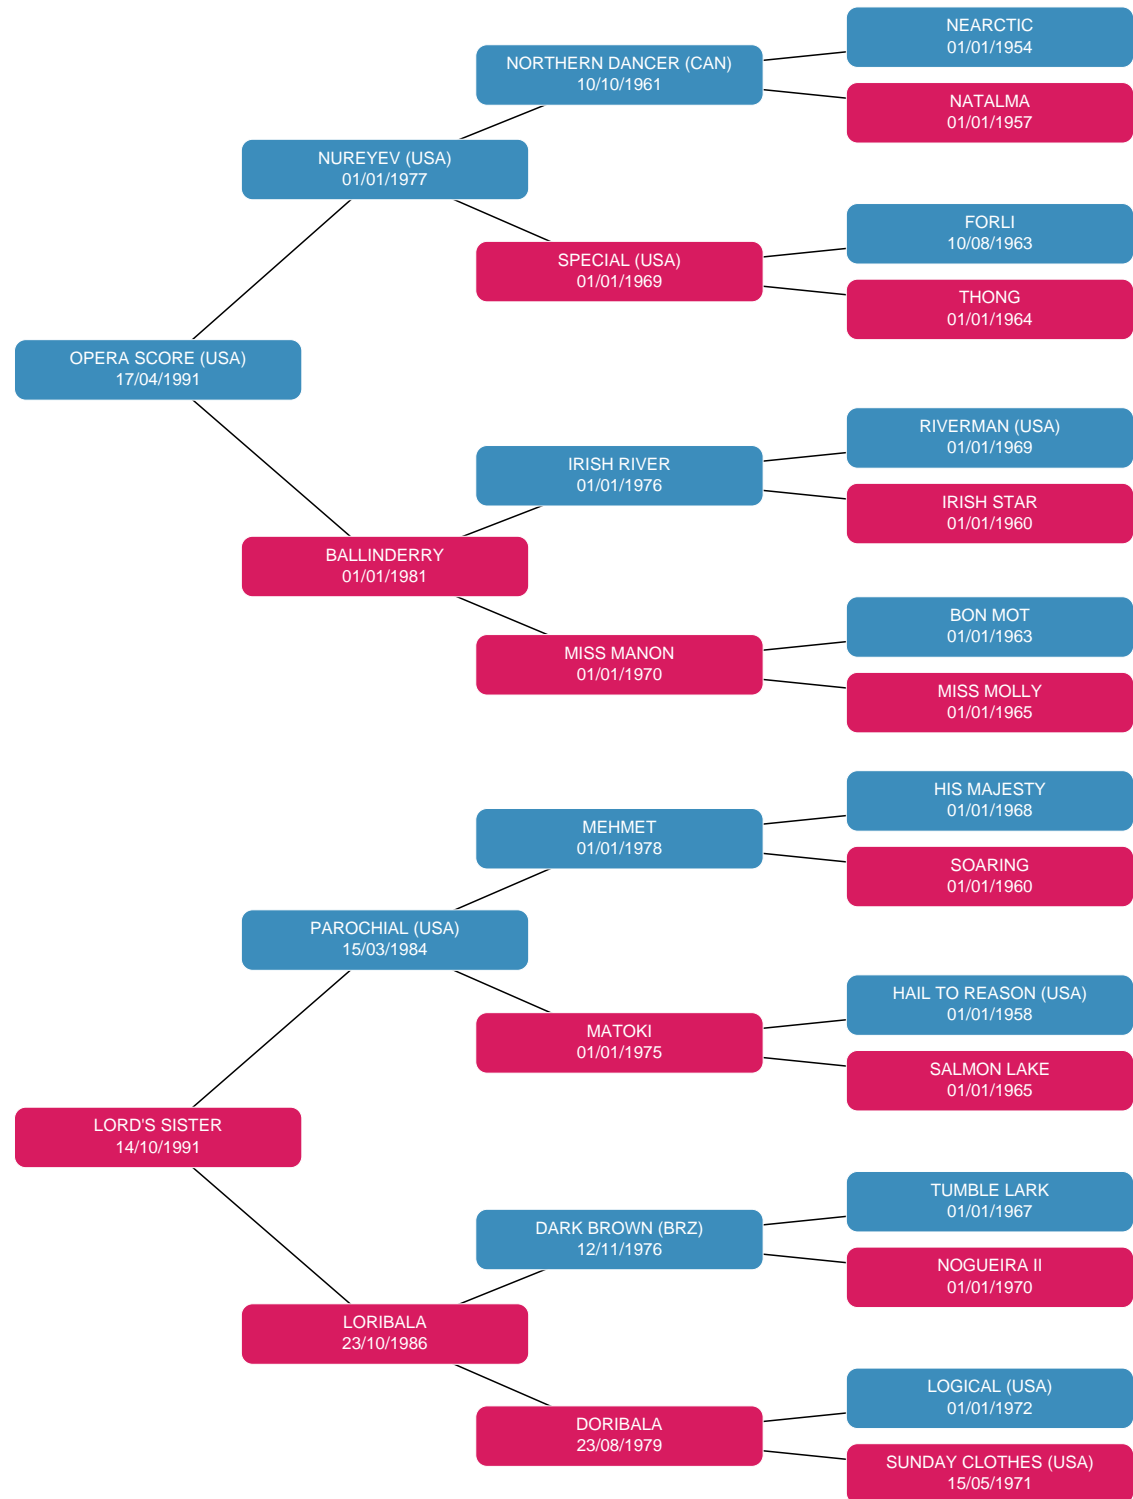 NEARCTIC
01/01/1954
NORTHERN DANCER (CAN)
10/10/1961
NATALMA
01/01/1957
NUREYEV (USA)
01/01/1977
FORLI
10/08/1963
SPECIAL (USA)
01/01/1969
THONG
01/01/1964
OPERA SCORE (USA)
17/04/1991
RIVERMAN (USA)
01/01/1969
IRISH RIVER
01/01/1976
IRISH STAR
01/01/1960
BALLINDERRY
01/01/1981
BON MOT
01/01/1963
MISS MANON
01/01/1970
MISS MOLLY
01/01/1965
HIS MAJESTY
01/01/1968
MEHMET
01/01/1978
SOARING
01/01/1960
PAROCHIAL (USA)
15/03/1984
HAIL TO REASON (USA)
01/01/1958
MATOKI
01/01/1975
SALMON LAKE
01/01/1965
LORD'S SISTER
14/10/1991
TUMBLE LARK
01/01/1967
DARK BROWN (BRZ)
12/11/1976
NOGUEIRA II
01/01/1970
LORIBALA
23/10/1986
LOGICAL (USA)
01/01/1972
DORIBALA
23/08/1979
SUNDAY CLOTHES (USA)
15/05/1971